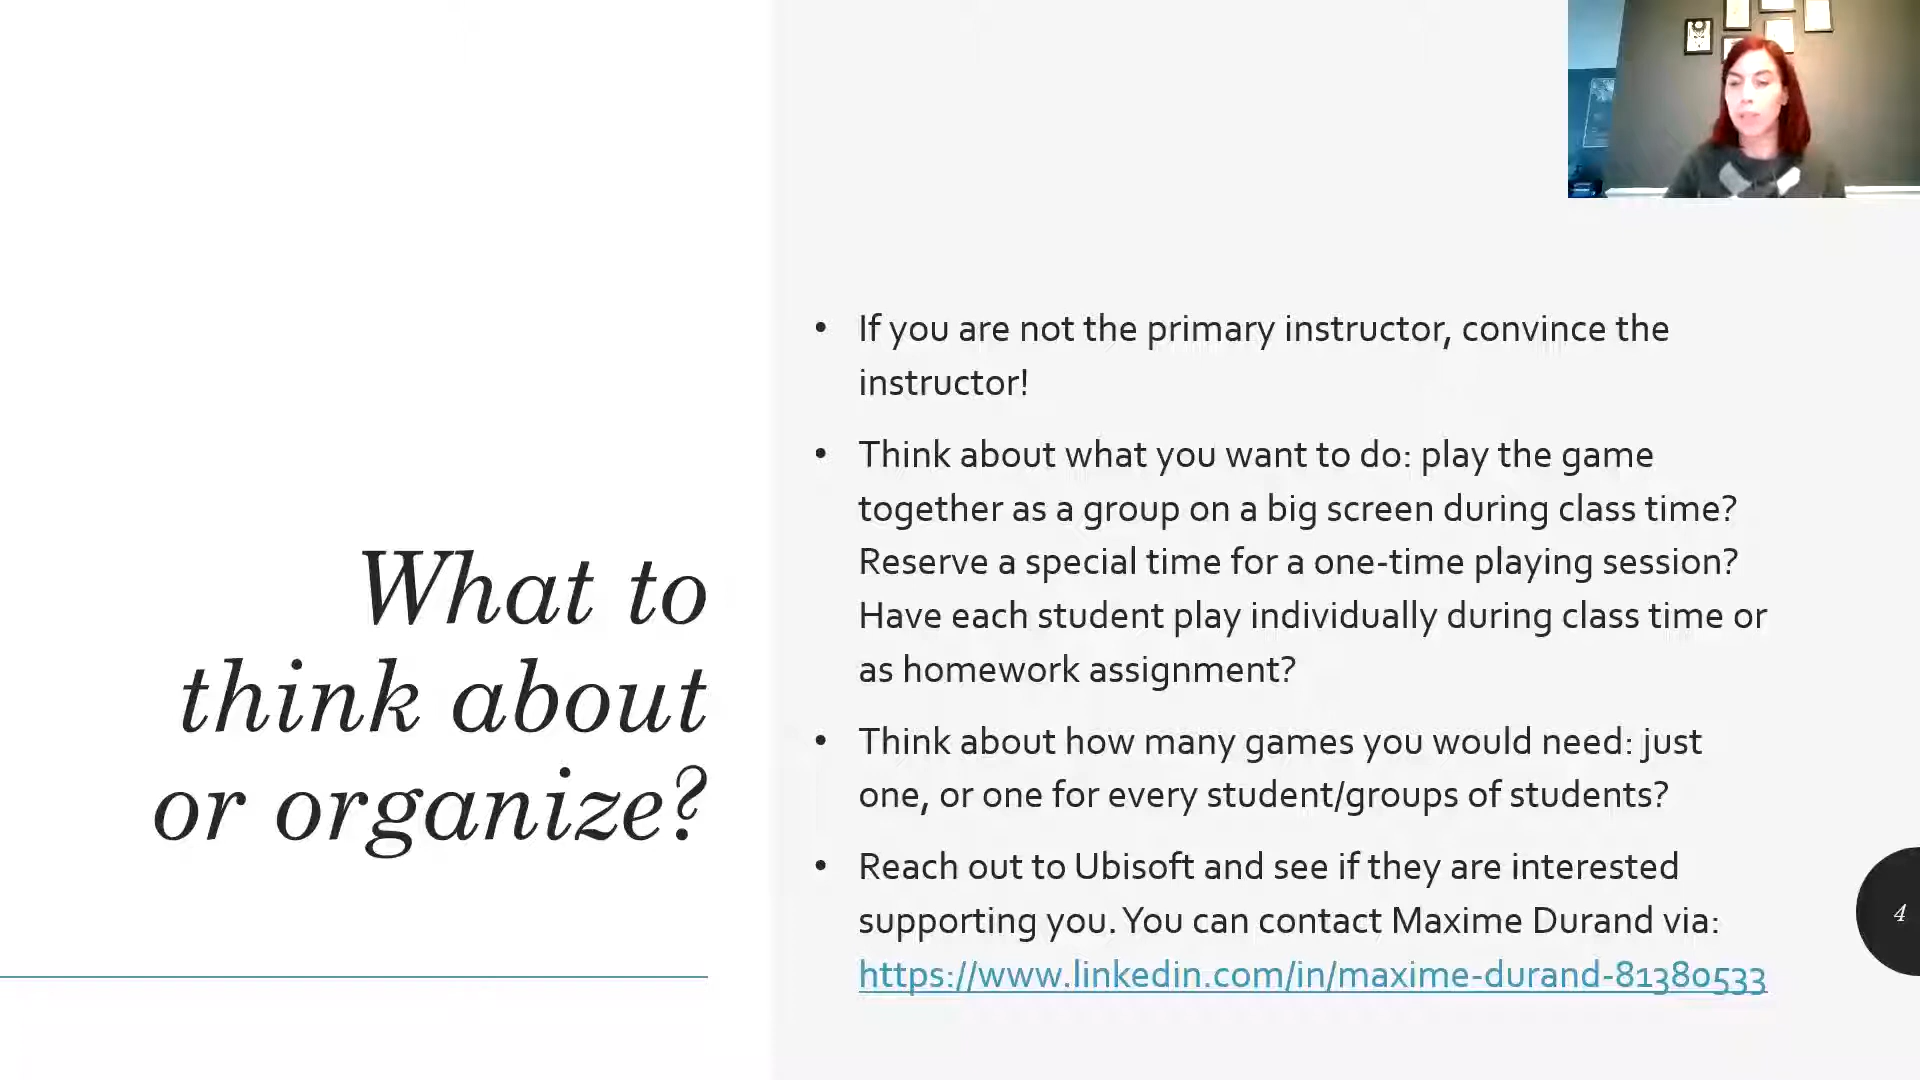 What to
think about
or organize?
• If you are not the primary instructor, convince the
instructor!
• Think about what you want to do: play the game
together as a group on a big screen during class time?
Reserve a special time for a one-time playing session?
Have each student play individually during class time or
as homework assignment?
• Think about how many games you would need: just
one, or one for every student/groups of students?
• Reach out to Ubisoft and see if they are interested
supporting you. You can contact Maxime Durand via:
https://www.linkedin.com/in/maxime-durand-81380533
4